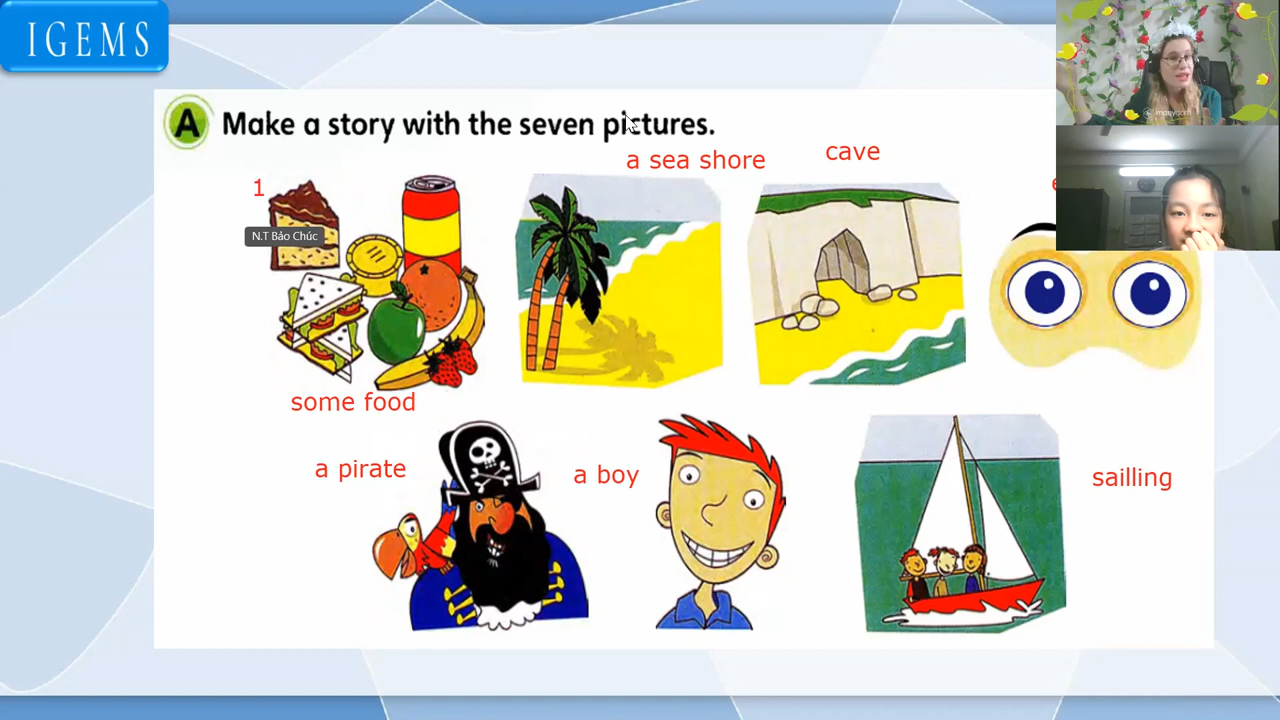 IGEMS
A Make a story with the seven pictures.
a sea shore
cave
1
N.T Bảo Chúc
some food
a pirate
a boy
sailling